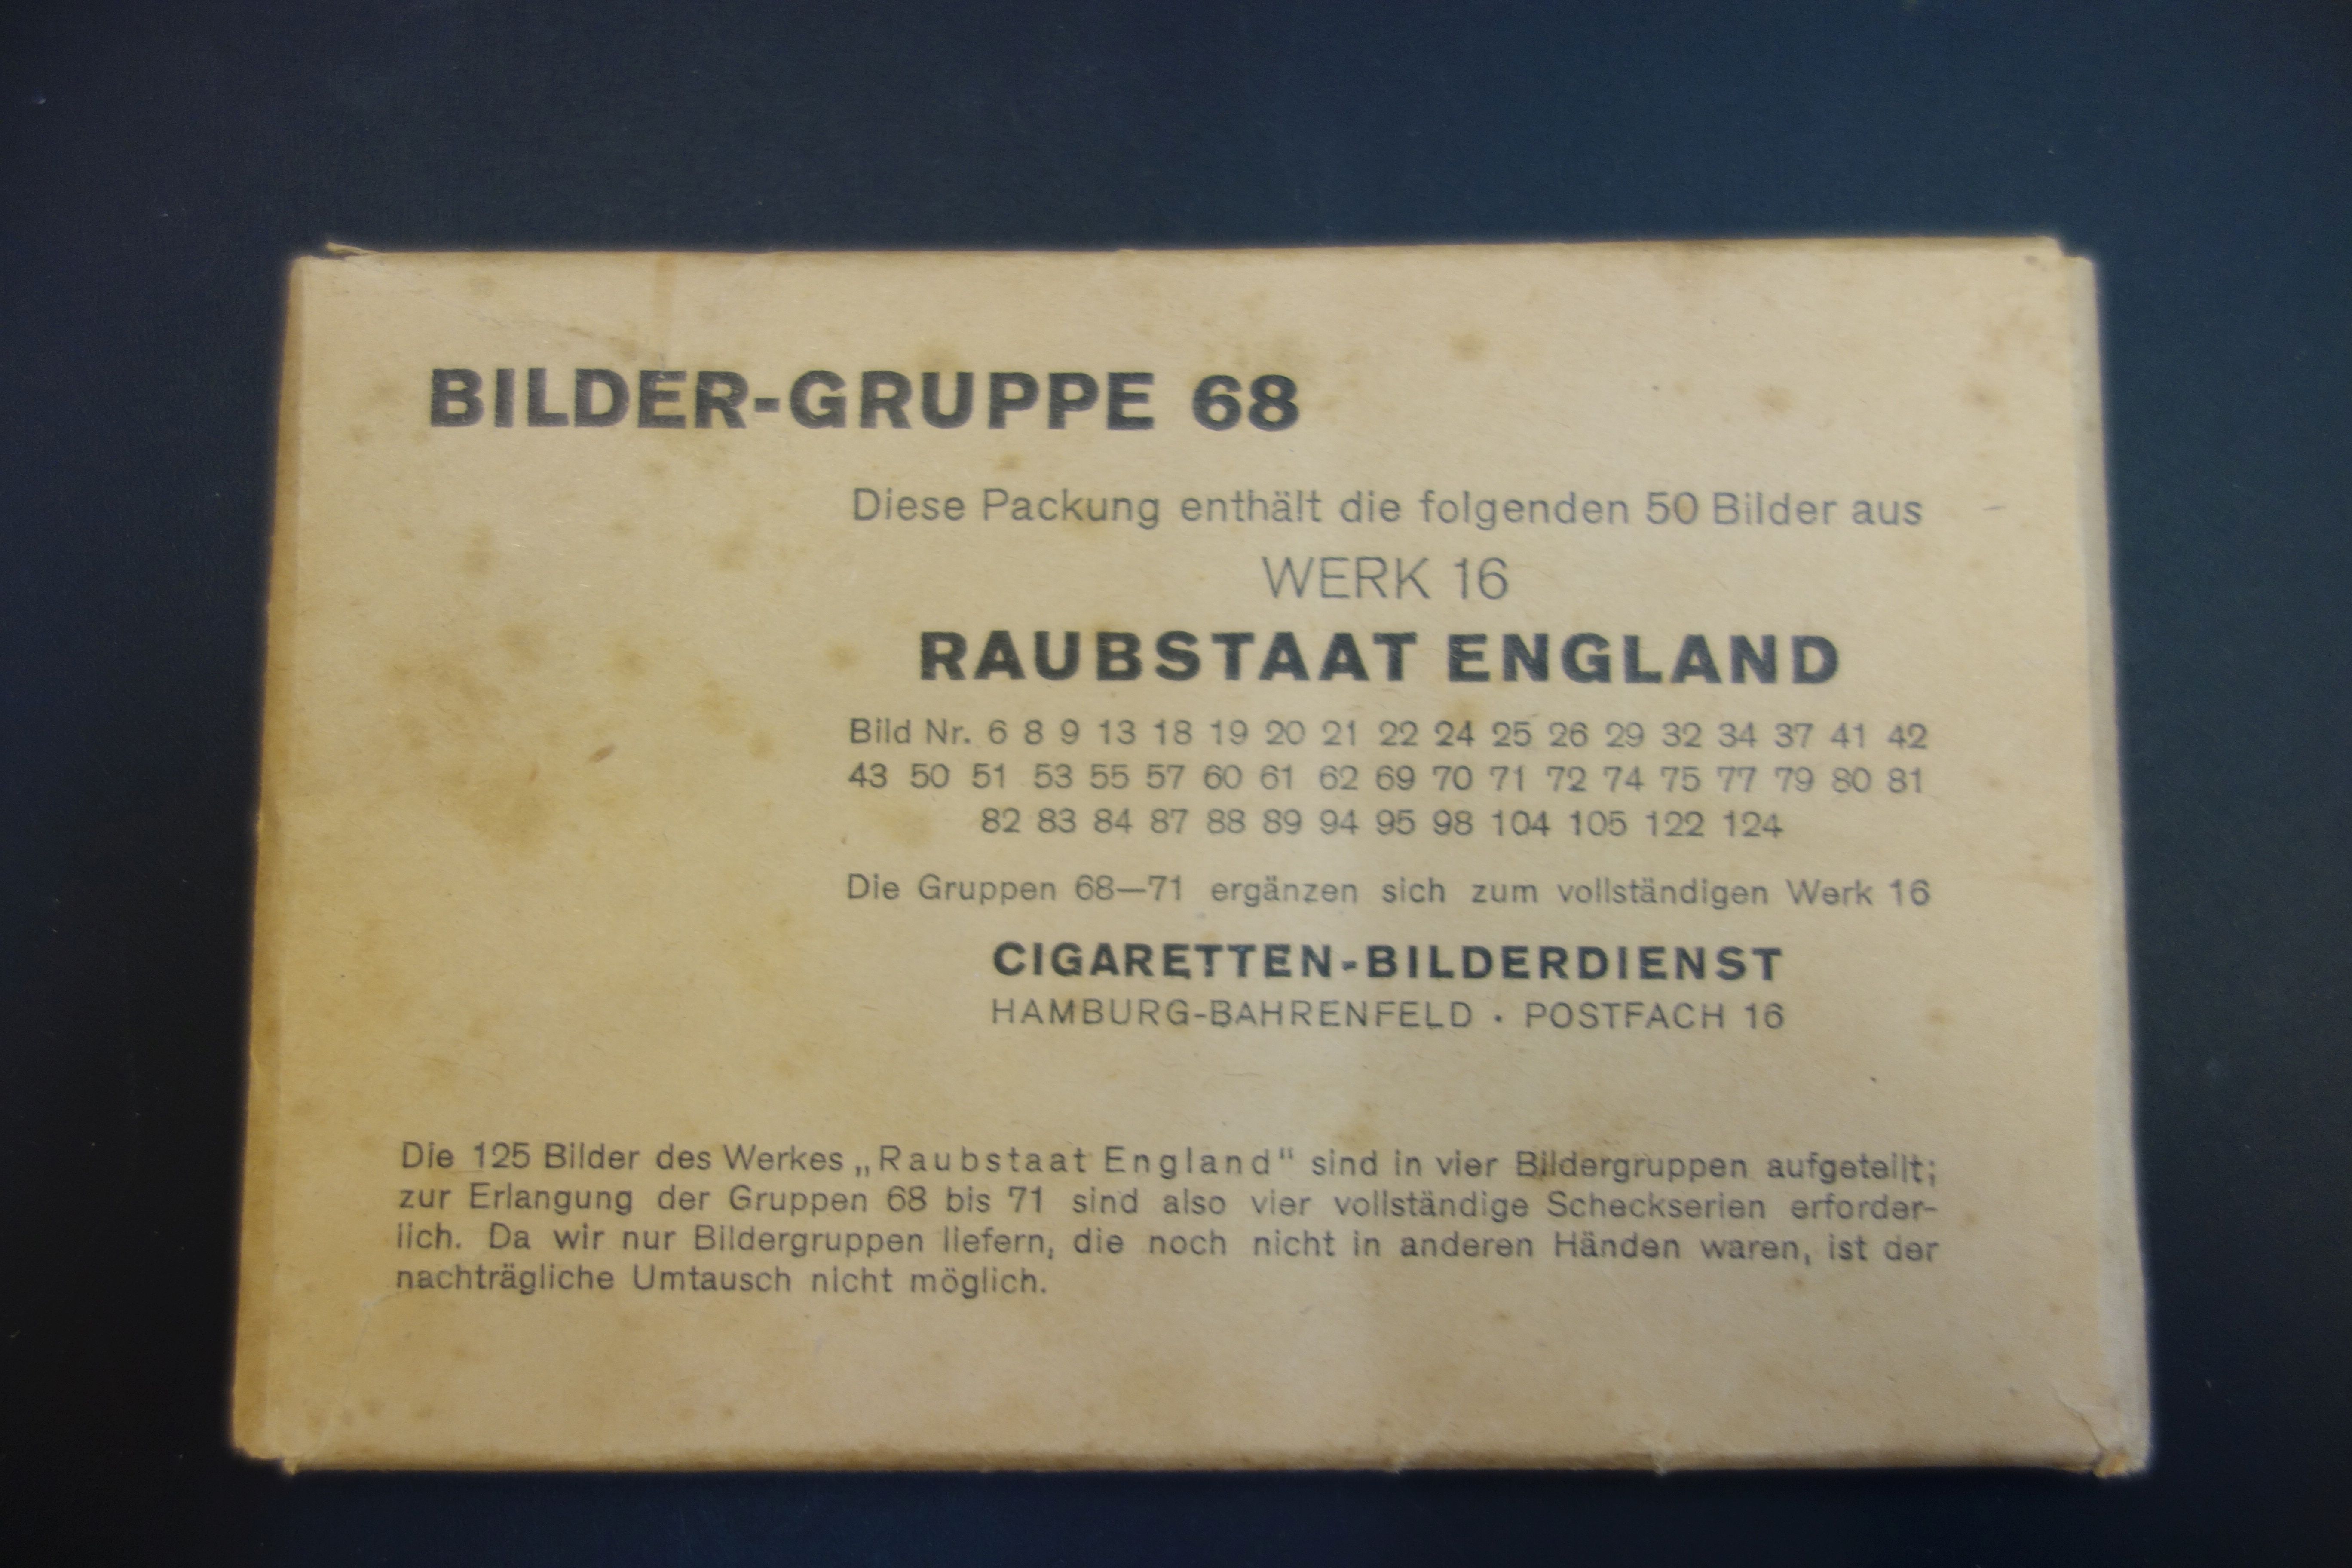 BILDER-GRUPPE 68
Diese Packung enthält die folgenden 50 Bilder aus
WERK 16
RAUBSTAAT ENGLAND
Bild Nr. 6 8 9 13 18 19 20 21 22 24 25 26 29 32 34 37 41 42
43 50 51 53 55 57 60 61 62 69 70 71 72 74 75 77 79 80 81
82 83 84 87 88 89 94 95 98 104 105 122 124
Die Gruppen 68—71 ergänzen sich zum vollständigen Werk 16
CIGARETTEN-BILDERDIENST
HAMBURG-BAHRENFELD · POSTFACH 16
Die 125 Bilder des Werkes „Raubstaat England“ sind in vier Bildergruppen aufgeteilt;
zur Erlangung der Gruppen 68 bis 71 sind also vier vollständige Scheckserien erforder-
lich. Da wir nur Bildergruppen liefern, die noch nicht in anderen Händen waren, ist der
nachträgliche Umtausch nicht möglich.